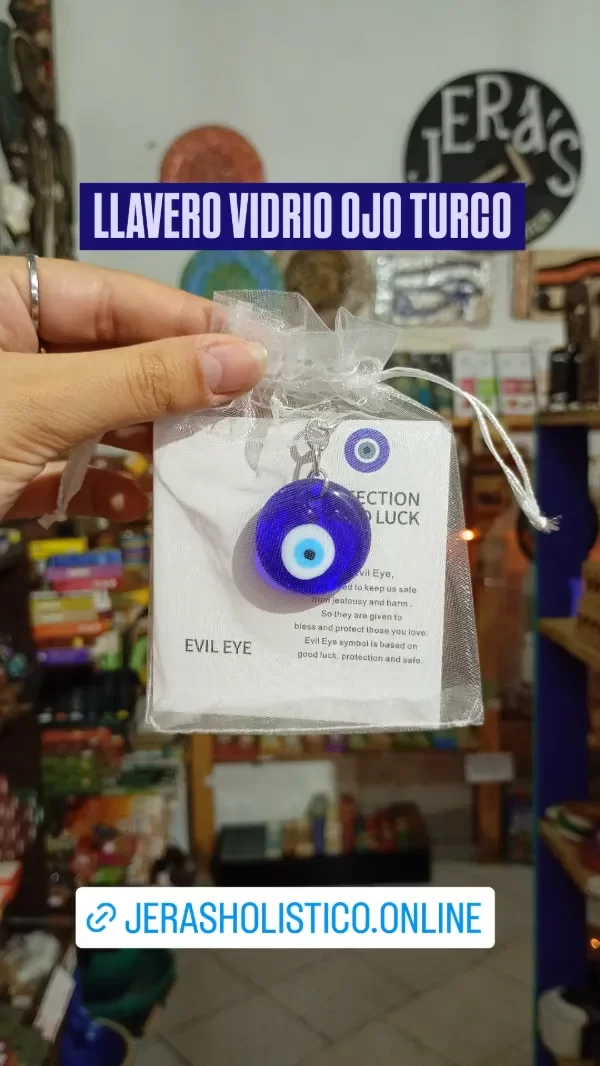 JERA'S
LLAVERO VIDRIO OJO TURCO
LUCK
Evil Eye,
to keep us safe
from jealousy and harm.
So they are given to
bless and protect those you love.
Evil Eye symbol is based on
good luck, protection and safe.
EVIL EYE
JERASHOLISTICO.ONLINE